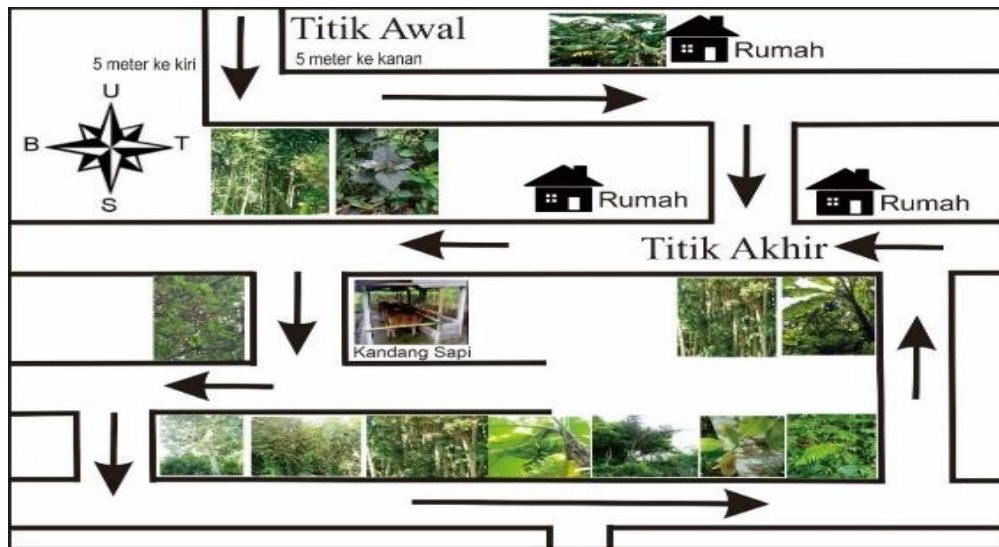 Titik Awal
5 meter ke kanan
Rumah
5 meter ke kiri
U
B
T
S
Rumah
Rumah
Titik Akhir
Kandang Sapi